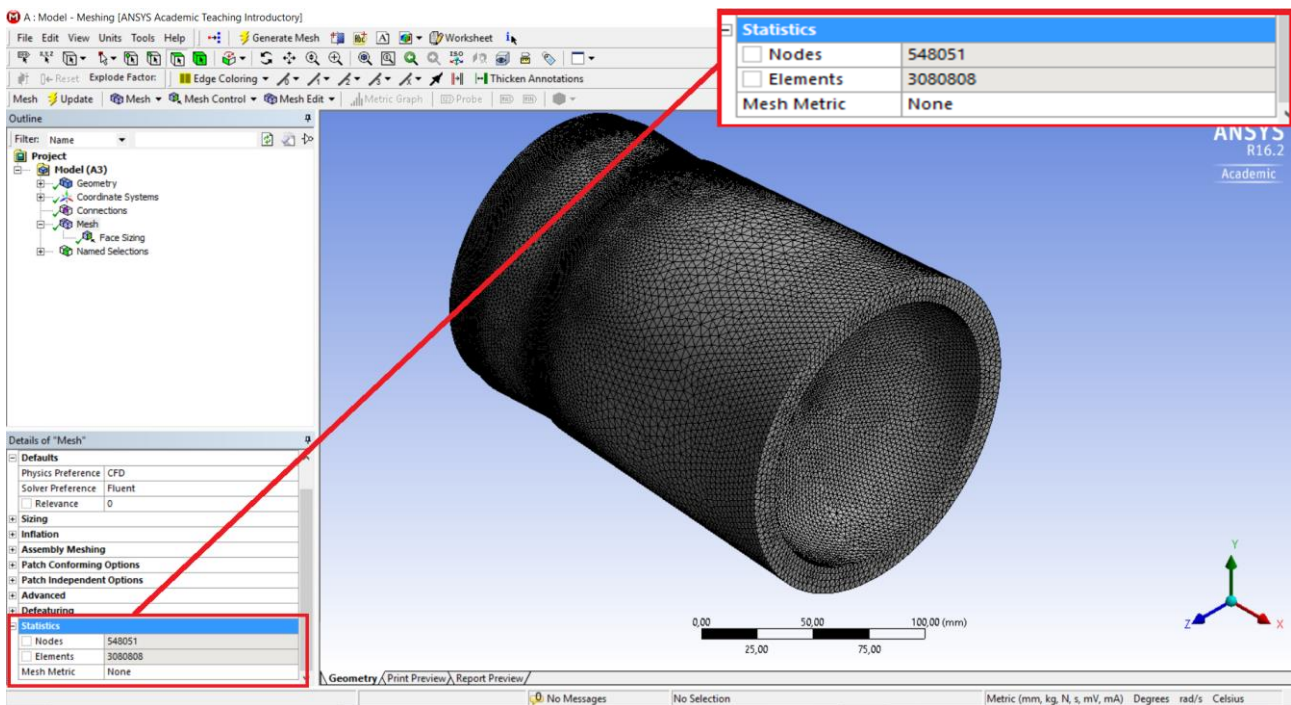 A : Model - Meshing [ANSYS Academic Teaching Introductory]
File Edit View Units Tools Help Generate Mesh A Worksheet
Reset Explode Factor: Edge Coloring Thicken Annotations
Mesh Update Mesh Mesh Control Mesh Edit Metric Graph Probe
Outline
Filter: Name
Project
Model (A3)
Geometry
Coordinate Systems
Connections
Mesh
Face Sizing
Named Selections
Statistics
Nodes 548051
Elements 3080808
Mesh Metric None
ANSYS
R16.2
Academic
Details of "Mesh"
Defaults
Physics Preference CFD
Solver Preference Fluent
Relevance 0
Sizing
Inflation
Assembly Meshing
Patch Conforming Options
Patch Independent Options
Advanced
Defeaturing
Statistics
Nodes 548051
Elements 3080808
Mesh Metric None
0,00 50,00 100,00 (mm)
25,00 75,00
Y
Z X
Geometry Print Preview Report Preview
No Messages No Selection Metric (mm, kg, N, s, mV, mA) Degrees rad/s Celsius